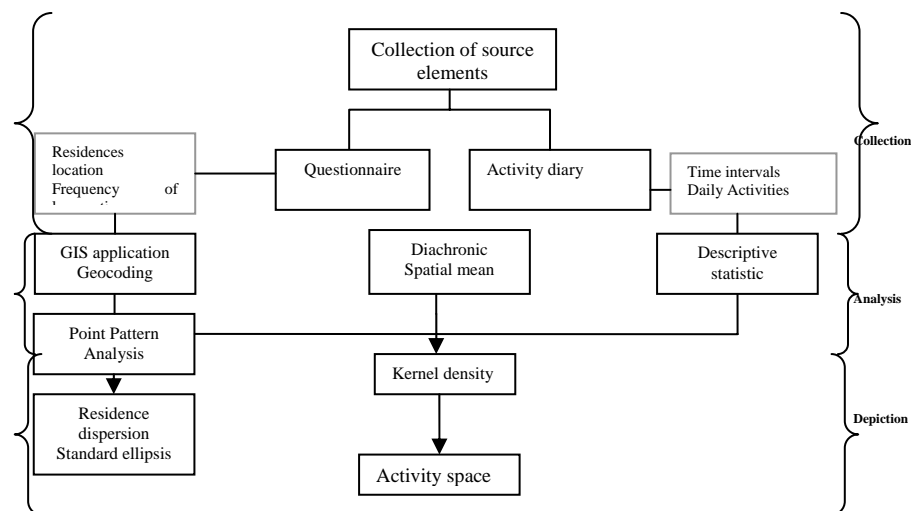 Collection of source
elements
Residences
location
Frequency of
Questionnaire
Activity diary
Time intervals
Daily Activities
Collection
GIS application
Geocoding
Diachronic
Spatial mean
Descriptive
statistic
Analysis
Point Pattern
Analysis
Kernel density
Residence
dispersion
Standard ellipsis
Depiction
Activity space